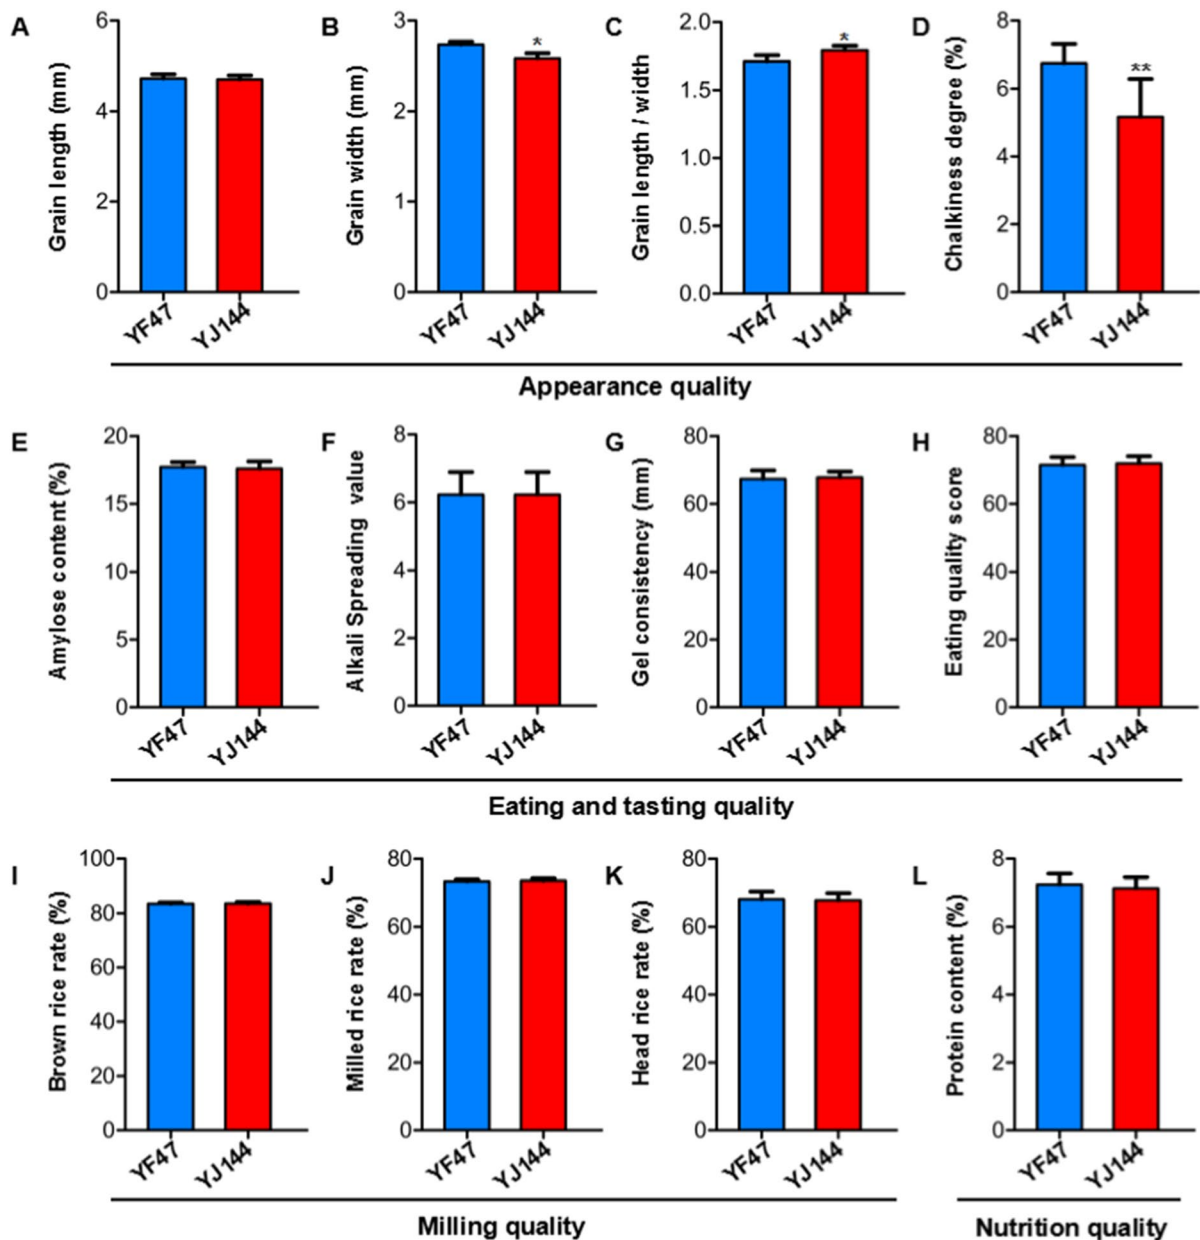 A
Grain length (mm)
6
4
2
0
YF47
YJ144
B
Grain width (mm)
3
2
1
0
*
YF47
YJ144
C
Grain length / width
2.0
1.5
1.0
0.5
0.0
*
YF47
YJ144
D
Chalkiness degree (%)
8
6
4
2
0
**
YF47
YJ144
Appearance quality
E
Amylose content (%)
20
15
10
5
0
YF47
YJ144
F
Alkali Spreading value
8
6
4
2
0
YF47
YJ144
G
Gel consistency (mm)
80
60
40
20
0
YF47
YJ144
H
Eating quality score
80
60
40
20
0
YF47
YJ144
Eating and tasting quality
I
Brown rice rate (%)
100
80
60
40
20
0
YF47
YJ144
J
Milled rice rate (%)
80
60
40
20
0
YF47
YJ144
K
Head rice rate (%)
80
60
40
20
0
YF47
YJ144
L
Protein content (%)
8
6
4
2
0
YF47
YJ144
Milling quality
Nutrition quality